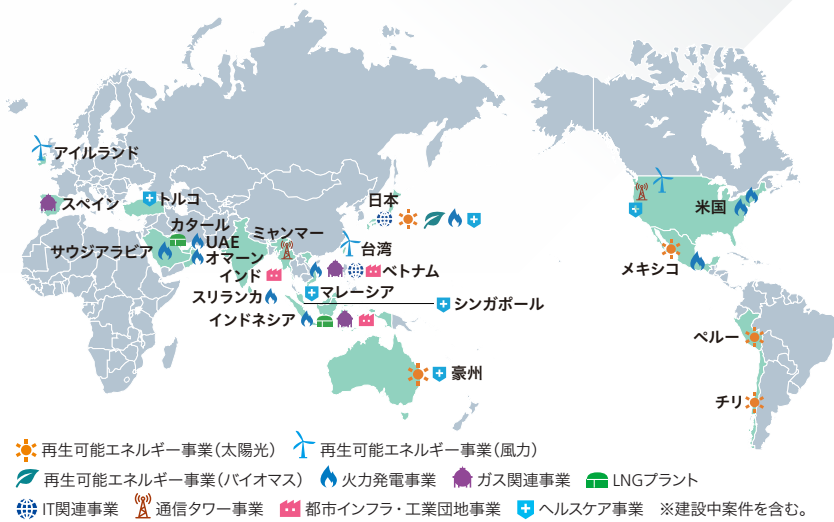 アイルランド
スペイン
トルコ
日本
カタール
UAE
ミャンマー
サウジアラビア
オマーン
台湾
インド
ベトナム
スリランカ
マレーシア
シンガポール
インドネシア
豪州
米国
メキシコ
ペルー
チリ
再生可能エネルギー事業(太陽光) 再生可能エネルギー事業(風力)
再生可能エネルギー事業(バイオマス) 火力発電事業 ガス関連事業 LNGプラント
IT関連事業 通信タワー事業 都市インフラ・工業団地事業 ヘルスケア事業 ※建設中案件を含む。